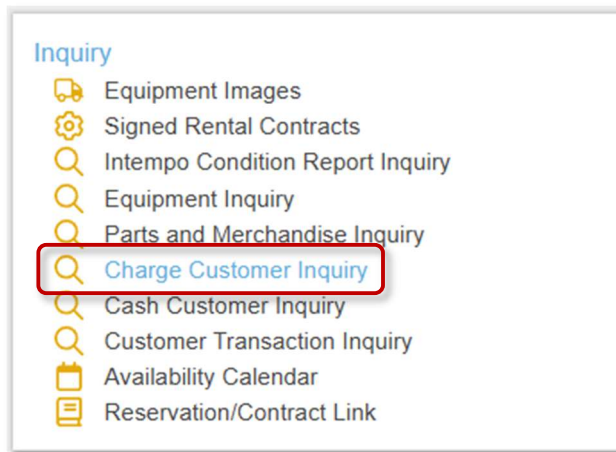 Inquiry
Equipment Images
Signed Rental Contracts
Intempo Condition Report Inquiry
Equipment Inquiry
Parts and Merchandise Inquiry
Charge Customer Inquiry
Cash Customer Inquiry
Customer Transaction Inquiry
Availability Calendar
Reservation/Contract Link